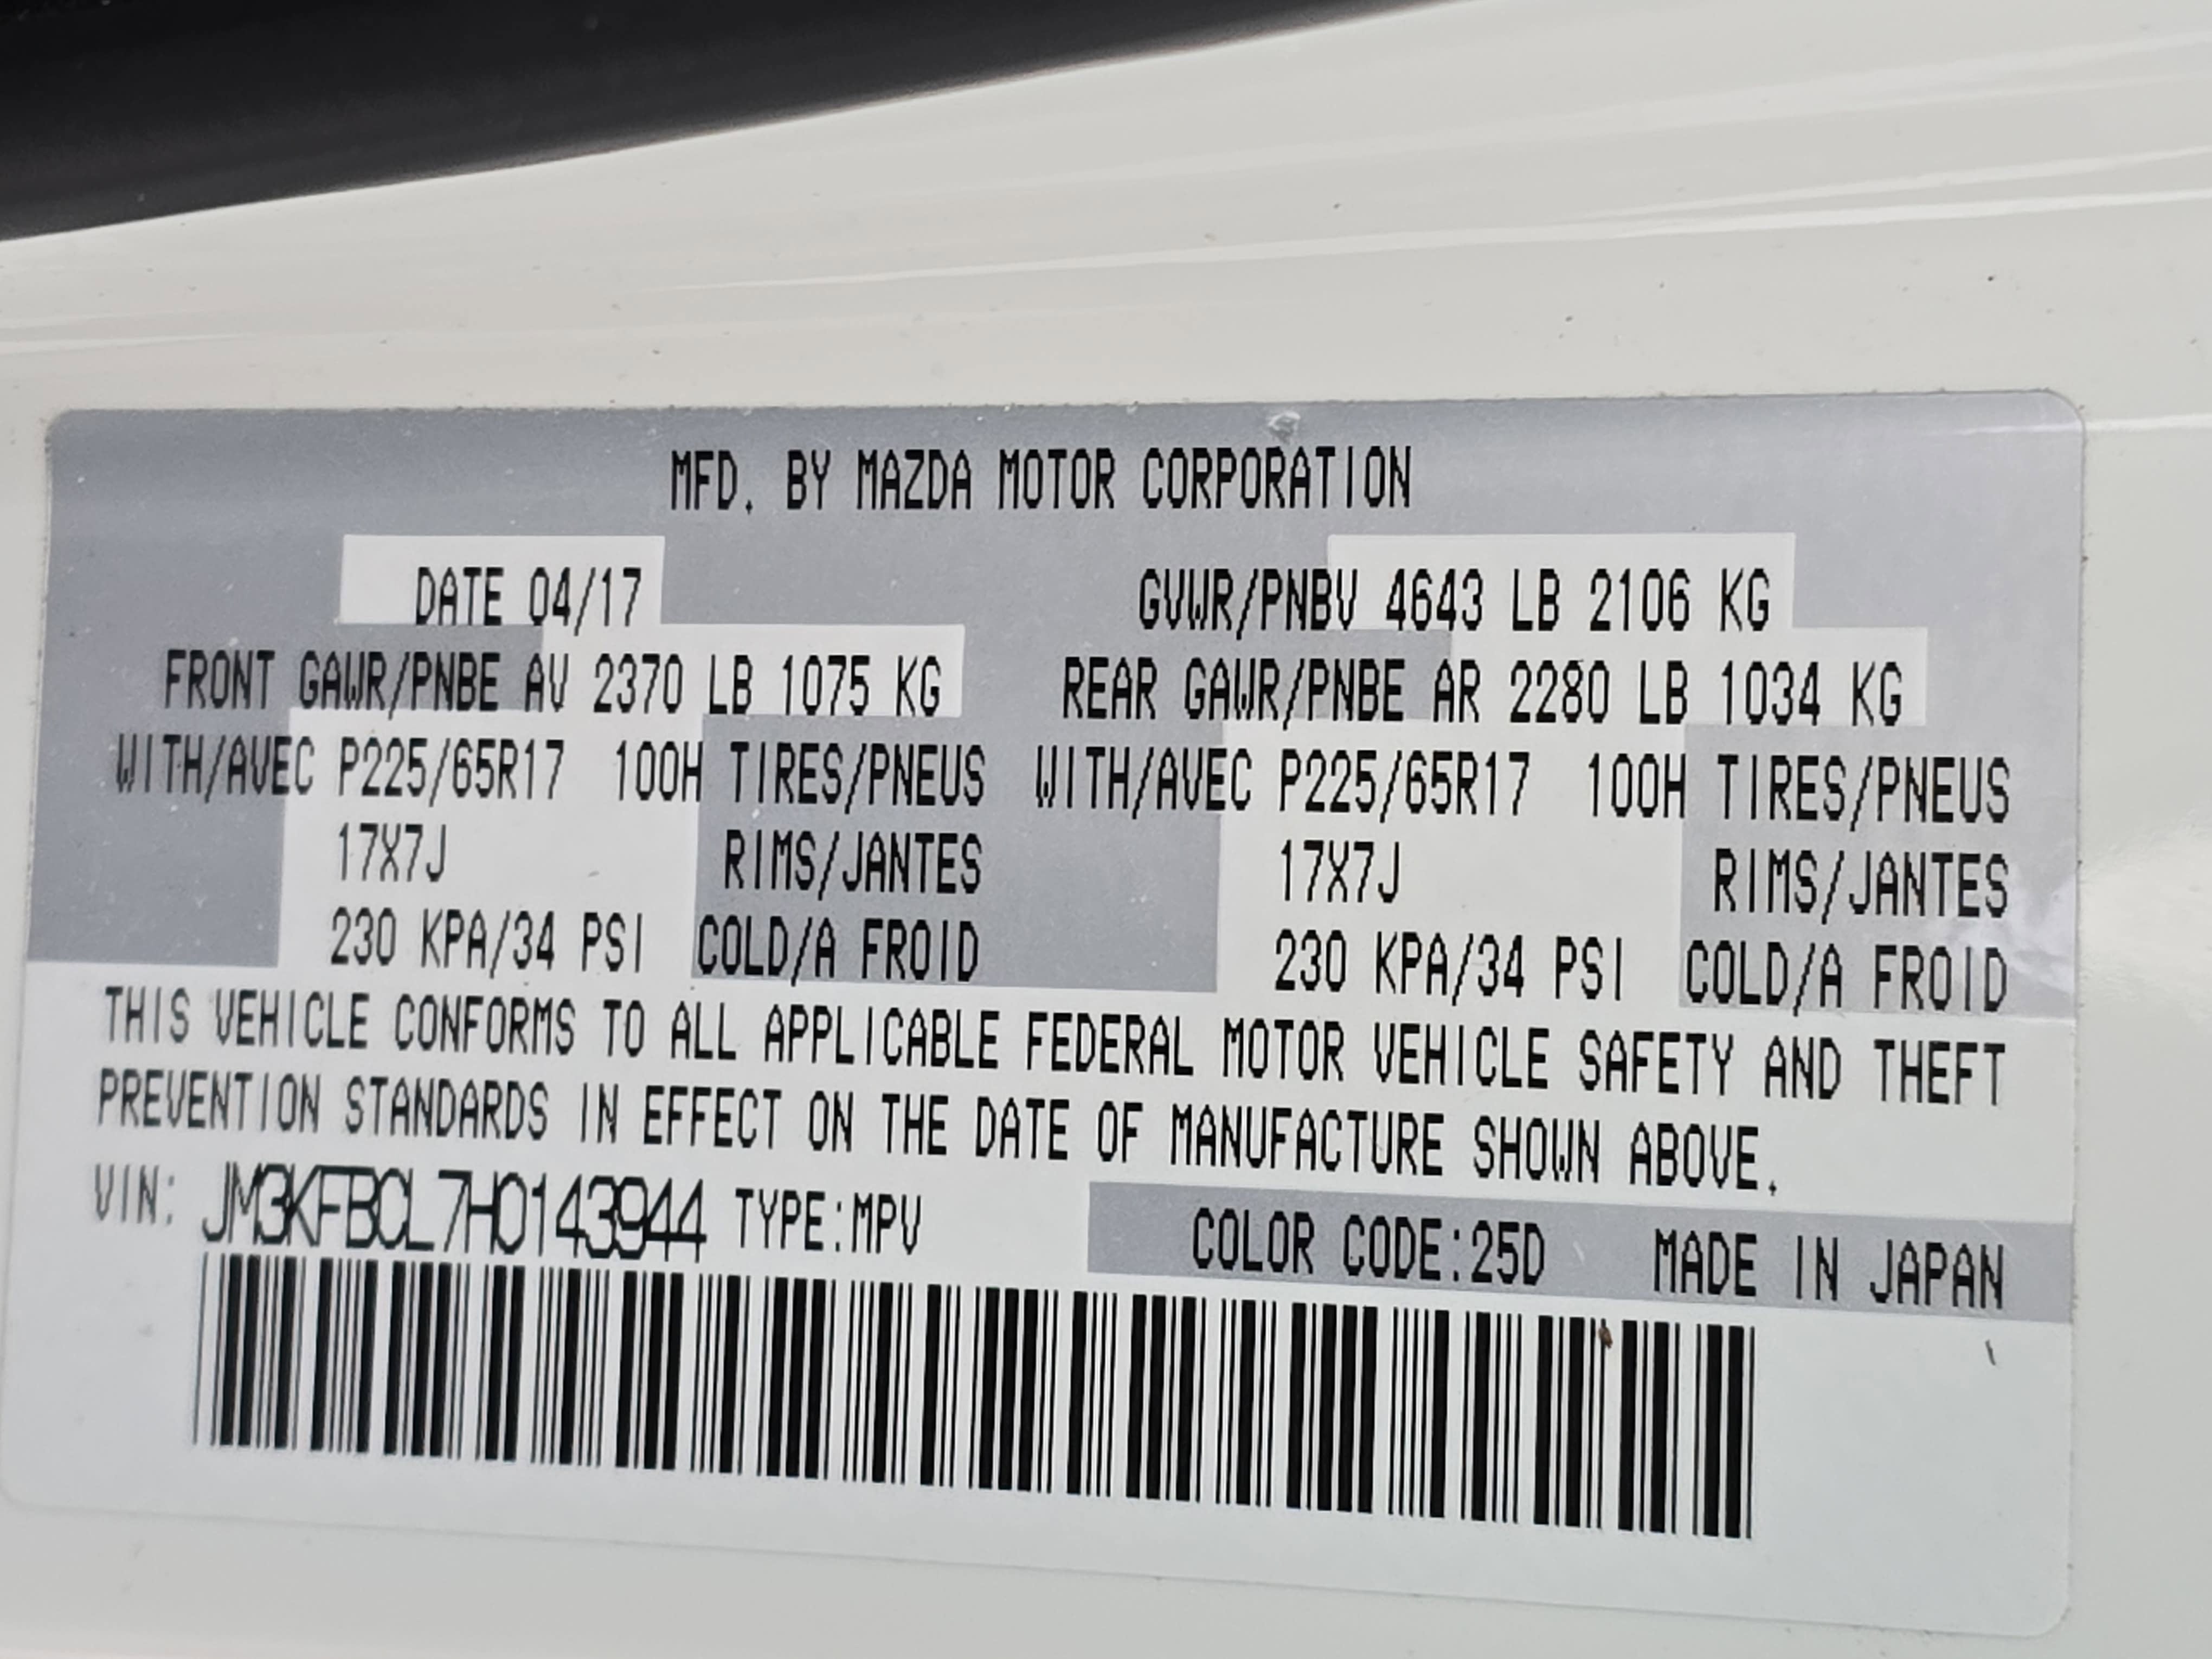 MFD. BY MAZDA MOTOR CORPORATION
DATE 04/17 GVWR/PNBV 4643 LB 2106 KG
FRONT GAWR/PNBE AV 2370 LB 1075 KG REAR GAWR/PNBE AR 2280 LB 1034 KG
WITH/AVEC P225/65R17 100H TIRES/PNEUS WITH/AVEC P225/65R17 100H TIRES/PNEUS
17X7J RIMS/JANTES 17X7J RIMS/JANTES
230 KPA/34 PSI COLD/A FROID 230 KPA/34 PSI COLD/A FROID
THIS VEHICLE CONFORMS TO ALL APPLICABLE FEDERAL MOTOR VEHICLE SAFETY AND THEFT
PREVENTION STANDARDS IN EFFECT ON THE DATE OF MANUFACTURE SHOWN ABOVE.
VIN: JM3KFBCL7H0143944 TYPE:MPV COLOR CODE:25D MADE IN JAPAN